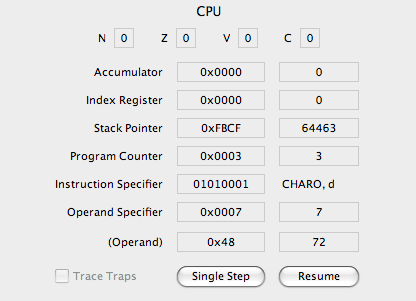 CPU
N 0 Z 0 V 0 C 0
Accumulator 0x0000 0
Index Register 0x0000 0
Stack Pointer 0xFBCF 64463
Program Counter 0x0003 3
Instruction Specifier 01010001 CHARO, d
Operand Specifier 0x0007 7
(Operand) 0x48 72
Trace Traps Single Step Resume